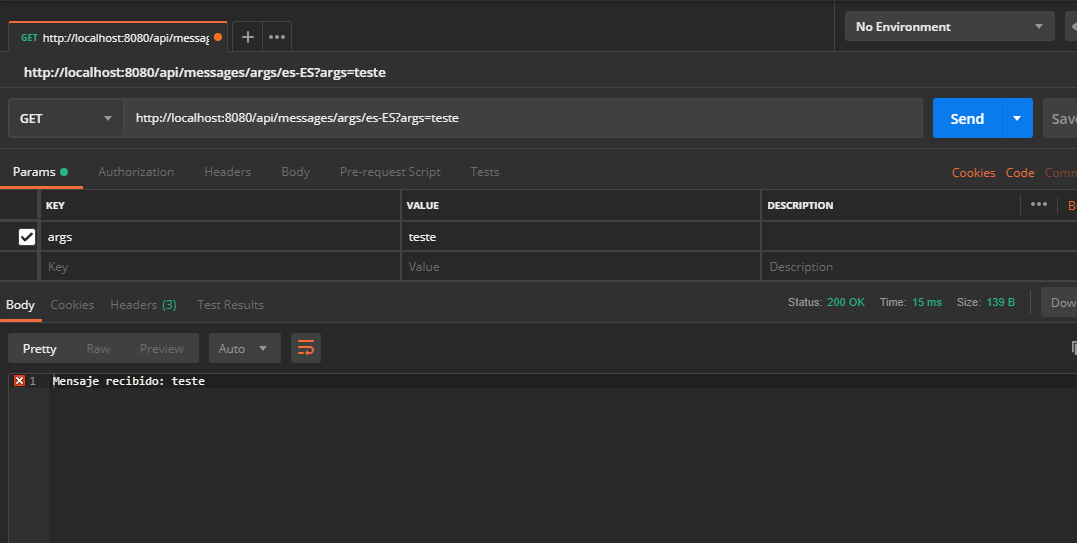 GET http://localhost:8080/api/messag
No Environment
http://localhost:8080/api/messages/args/es-ES?args=teste
GET http://localhost:8080/api/messages/args/es-ES?args=teste Send Save
Params Authorization Headers Body Pre-request Script Tests Cookies Code Comm
KEY VALUE DESCRIPTION B
args teste
Key Value Description
Body Cookies Headers (3) Test Results Status: 200 OK Time: 15 ms Size: 139 B Dow
Pretty Raw Preview Auto
1 Mensaje recibido: teste